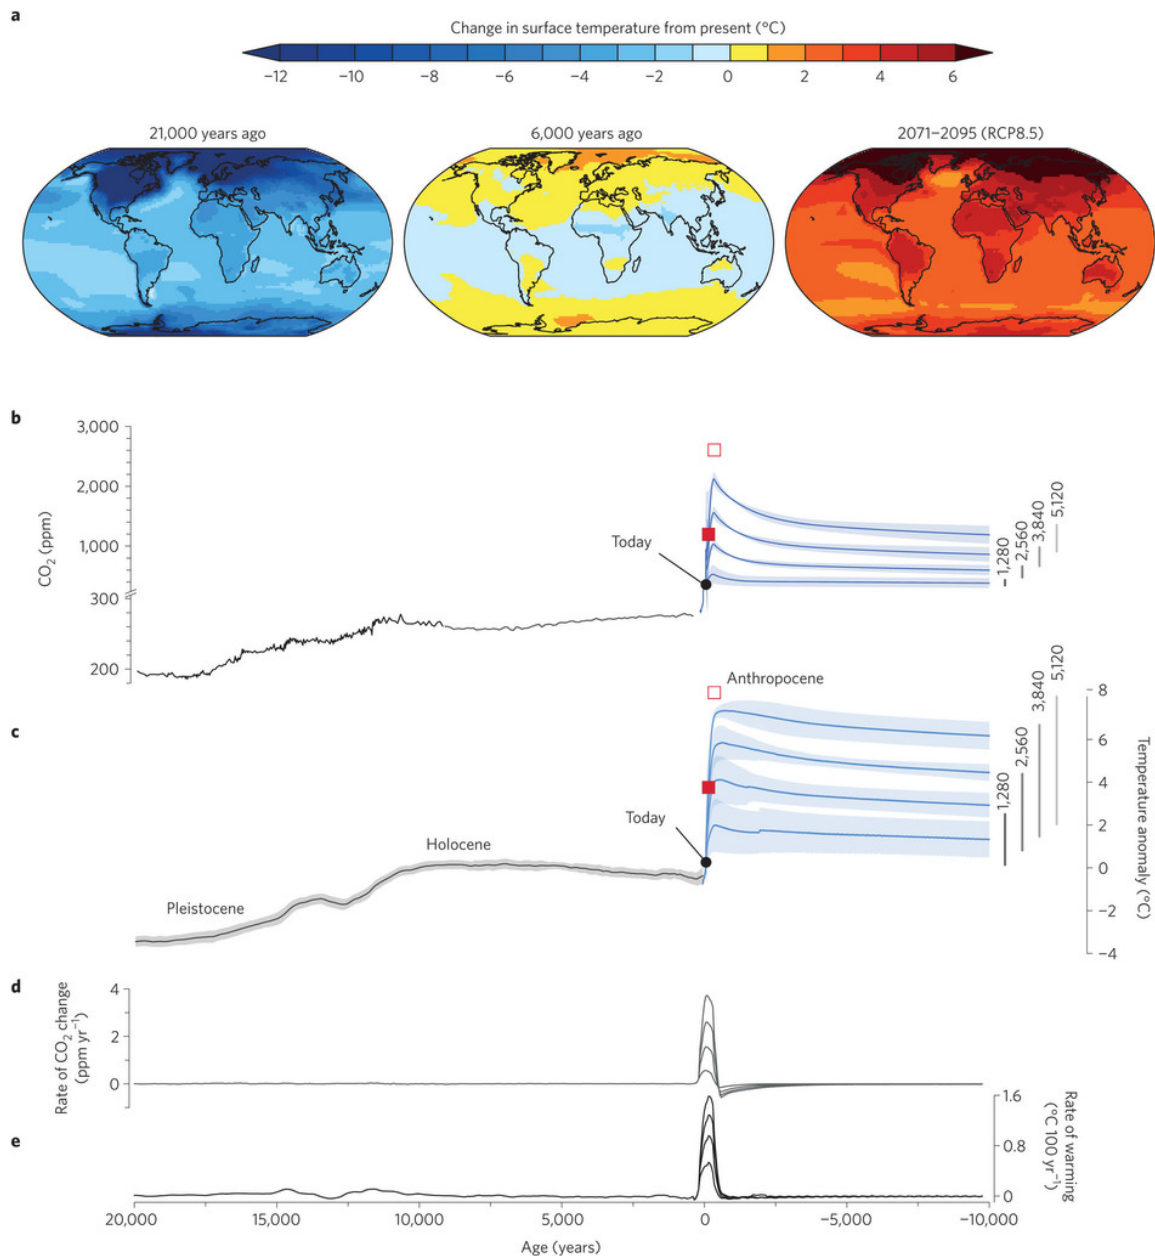 a
Change in surface temperature from present (°C)
−12 −10 −8 −6 −4 −2 0 2 4 6
21,000 years ago
6,000 years ago
2071−2095 (RCP8.5)
b
3,000
2,000
1,000
300
200
CO2 (ppm)
Today
1,280
2,560
3,840
5,120
c
Anthropocene
Today
Holocene
Pleistocene
1,280
2,560
3,840
5,120
8
6
4
2
0
−2
−4
Temperature anomaly
(°C)
d
4
2
0
Rate of CO2 change
(ppm yr−1)
e
1.6
0.8
0
Rate of warming
(°C 100 yr−1)
20,000 15,000 10,000 5,000 0 −5,000 −10,000
Age (years)